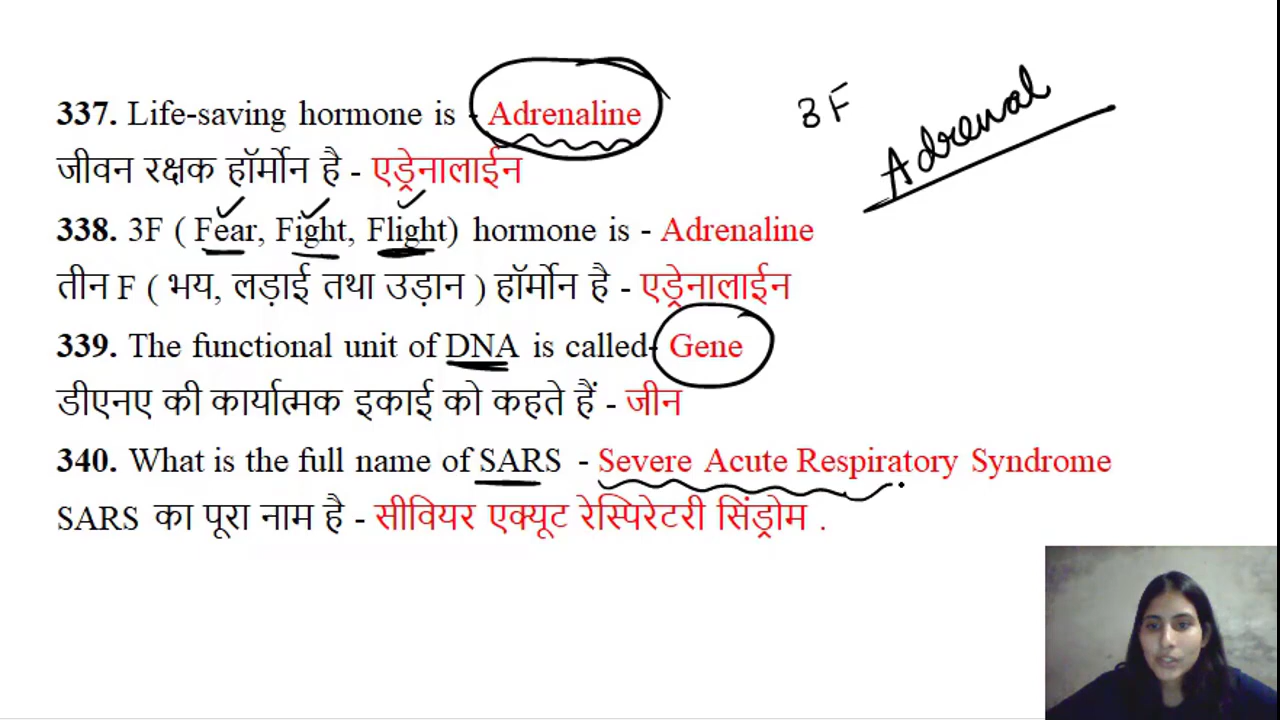 337. Life-saving hormone is - Adrenaline
3F
Adrenal
जीवन रक्षक हॉर्मोन है - एड्रेनालाईन
338. 3F ( Fear, Fight, Flight) hormone is - Adrenaline
तीन F ( भय, लड़ाई तथा उड़ान ) हॉर्मोन है - एड्रेनालाईन
339. The functional unit of DNA is called- Gene
डीएनए की कार्यात्मक इकाई को कहते हैं - जीन
340. What is the full name of SARS - Severe Acute Respiratory Syndrome
SARS का पूरा नाम है - सीवियर एक्यूट रेस्पिरेटरी सिंड्रोम .